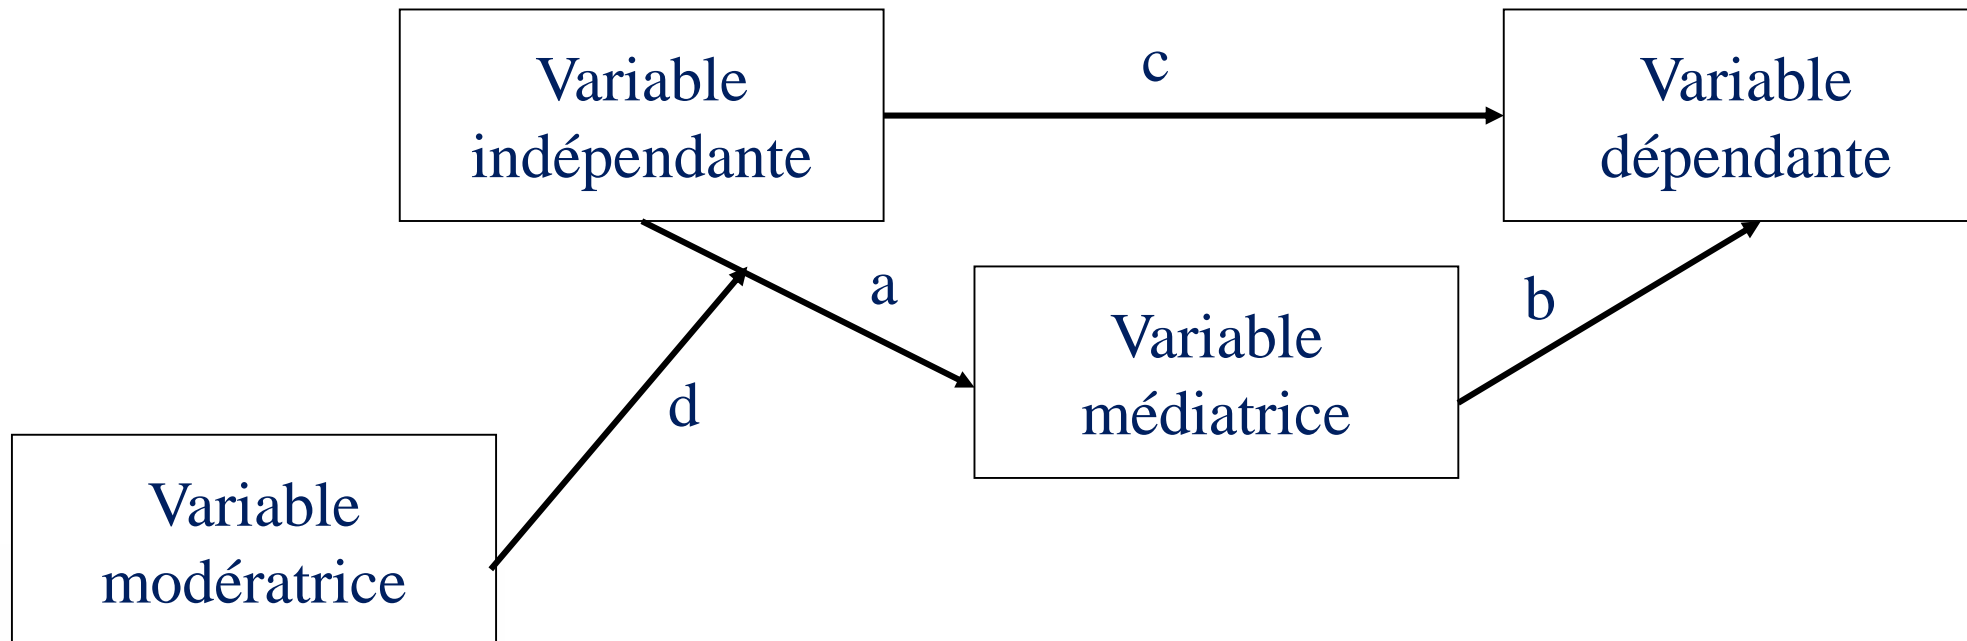 Variable
indépendante
c
Variable
dépendante
a
b
Variable
médiatrice
d
Variable
modératrice